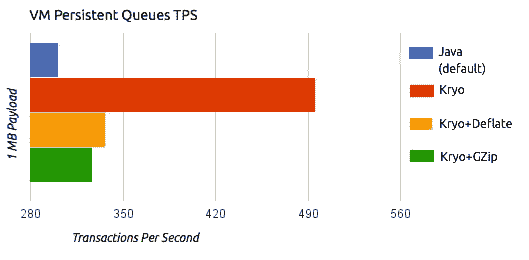 VM Persistent Queues TPS
1 MB Payload
Java
(default)
Kryo
Kryo+Deflate
Kryo+GZip
280 350 420 490 560
Transactions Per Second